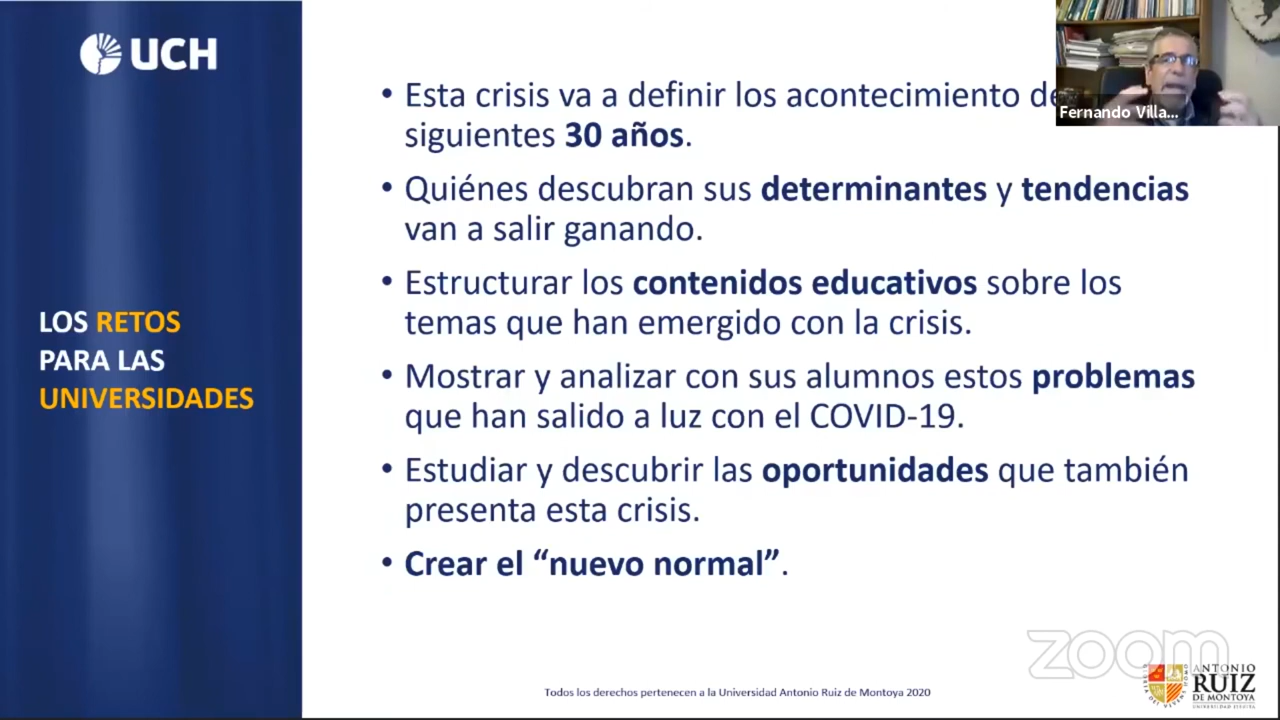 UCH
LOS RETOS
PARA LAS
UNIVERSIDADES
• Esta crisis va a definir los acontecimiento
siguientes 30 años.
• Quiénes descubran sus determantes y tendencias
van a salir ganando.
• Estructurar los contenidos educativos sobre los
temas que han emergido con la crisis.
• Mostrar y analizar con sus alumnos estos problemas
que han salido a luz con el COVID-19.
• Estudiar y descubrir las oportunidades que también
presenta esta crisis.
• Crear el “nuevo normal”.
Fernando Villa...
zoom
Todos los derechos pertenecen a la Universidad Antonio Ruiz de Montoya 2020
ANTONIO
RUIZ
DE MONTOYA
UNIVERSIDAD JESUITA